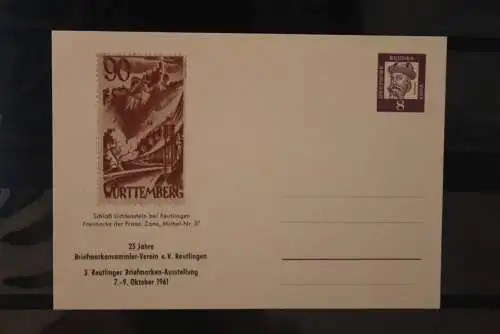 90
WÜRTTEMBERG
Schloß Lichtenstein bei Reutlingen
Freimarke der Franz. Zone, Michel-Nr. 37
25 Jahre
Briefmarkensammler-Verein e.V. Reutlingen
3. Reutlinger Briefmarken-Ausstellung
7.-9. Oktober 1961
DEUTSCHE
8